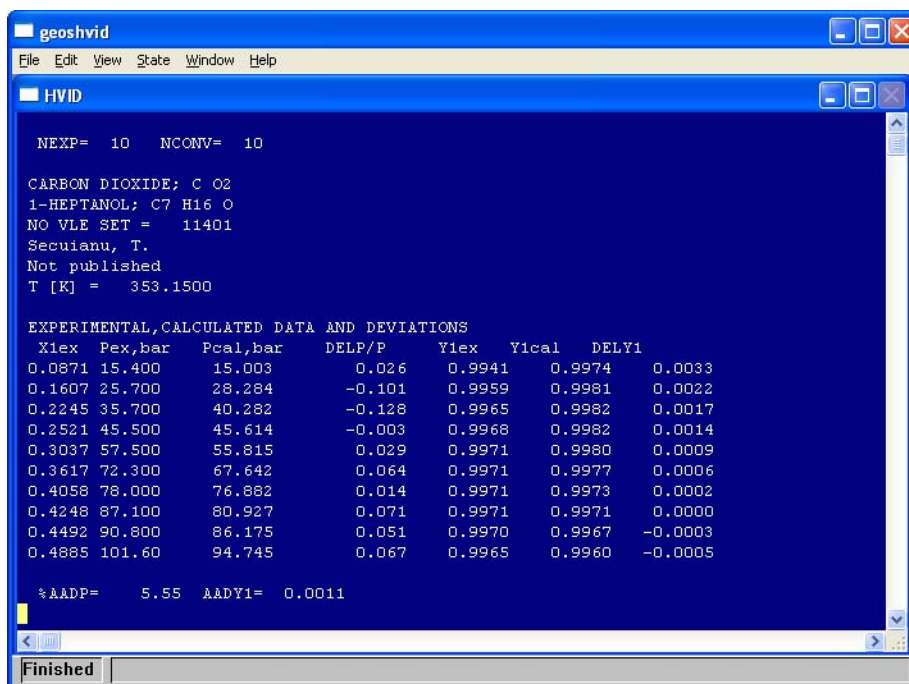 geoshvid
File Edit View State Window Help
HVID
NEXP= 10 NCONV= 10
CARBON DIOXIDE; C O2
1-HEPTANOL; C7 H16 O
NO VLE SET = 11401
Secuianu, T.
Not published
T [K] = 353.1500
EXPERIMENTAL,CALCULATED DATA AND DEVIATIONS
X1ex Pex,bar Pcal,bar DELP/P Y1ex Y1cal DELY1
0.0871 15.400 15.003 0.026 0.9941 0.9974 0.0033
0.1607 25.700 28.284 -0.101 0.9959 0.9981 0.0022
0.2245 35.700 40.282 -0.128 0.9965 0.9982 0.0017
0.2521 45.500 45.614 -0.003 0.9968 0.9982 0.0014
0.3037 57.500 55.815 0.029 0.9971 0.9980 0.0009
0.3617 72.300 67.642 0.064 0.9971 0.9977 0.0006
0.4058 78.000 76.882 0.014 0.9971 0.9973 0.0002
0.4248 87.100 80.927 0.071 0.9971 0.9971 0.0000
0.4492 90.800 86.175 0.051 0.9970 0.9967 -0.0003
0.4885 101.60 94.745 0.067 0.9965 0.9960 -0.0005
%AADP= 5.55 AADY1= 0.0011
Finished